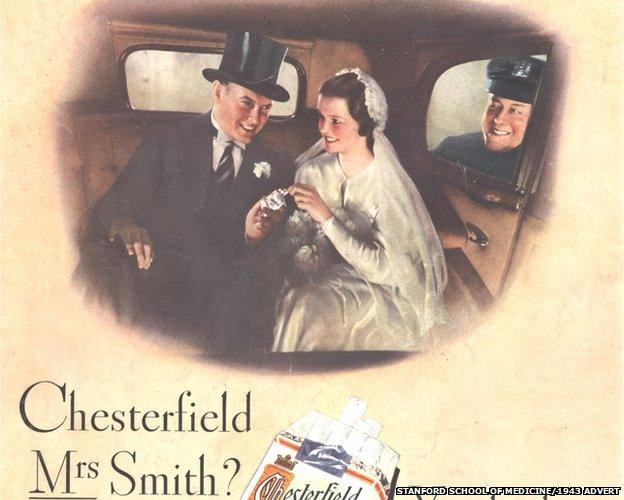 Chesterfield
Mrs Smith?
Chesterfield
STANFORD SCHOOL OF MEDICINE/,1943 ADVERT